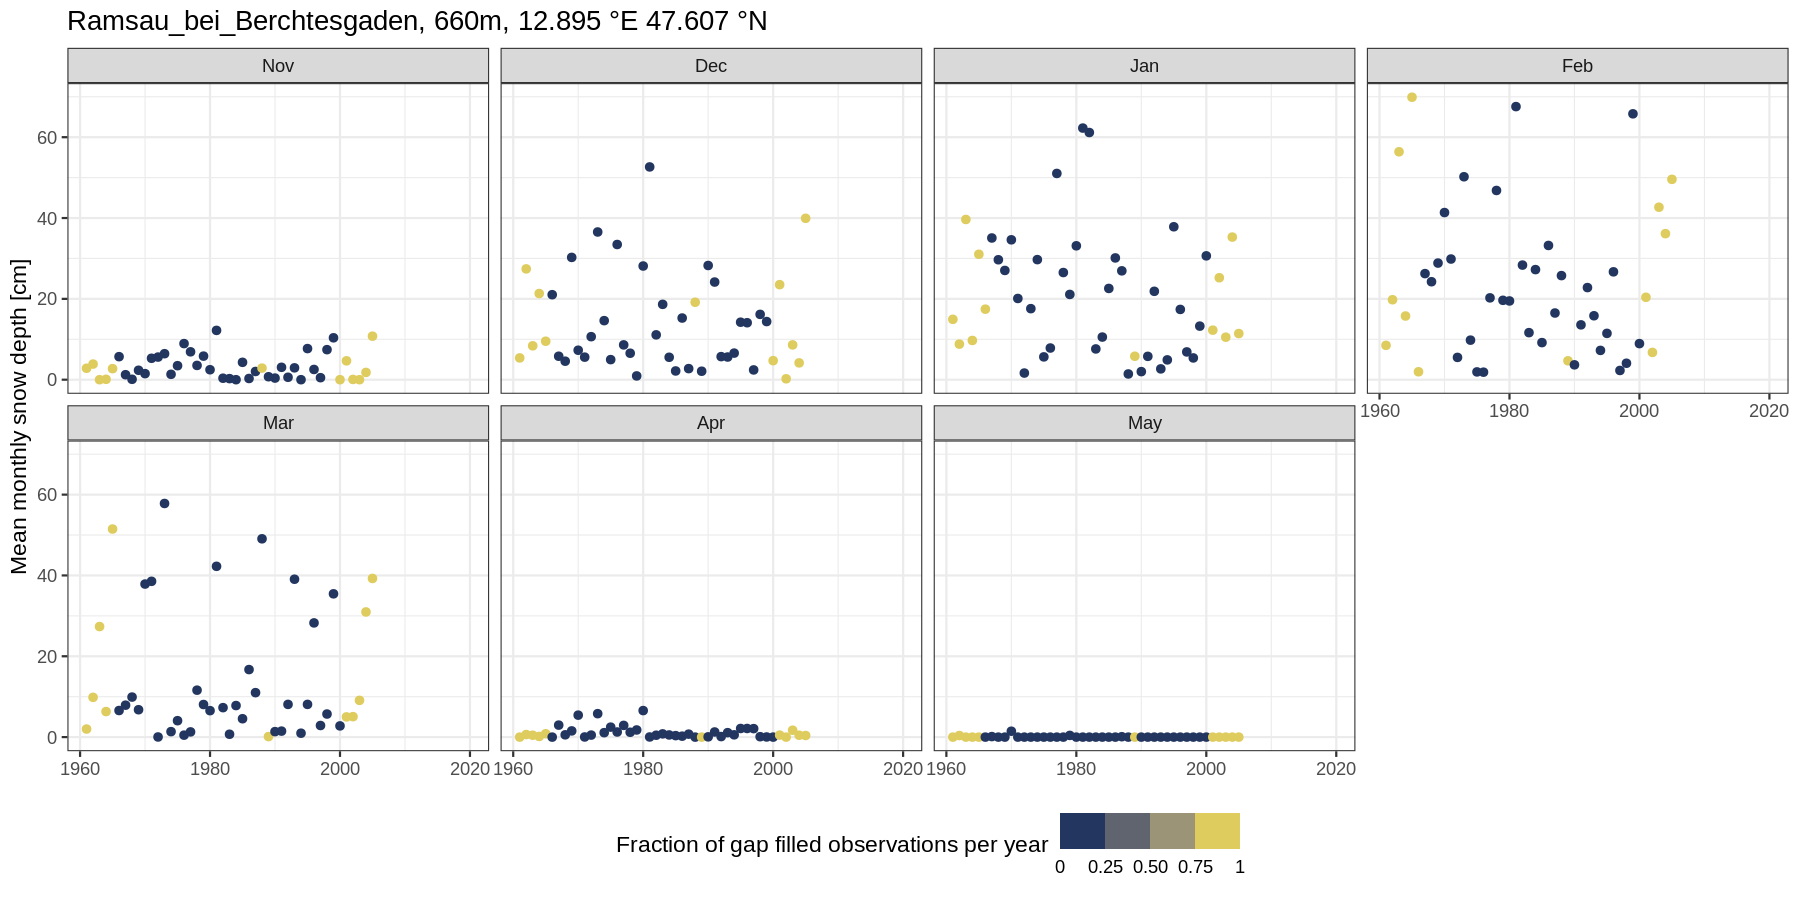 Ramsau_bei_Berchtesgaden, 660m, 12.895 °E 47.607 °N
Nov
Dec
Jan
Feb
Mean monthly snow depth [cm]
60
40
20
0
1960 1980 2000 2020
Mar
Apr
May
60
40
20
0
1960 1980 2000 2020 1960 1980 2000 2020 1960 1980 2000 2020
Fraction of gap filled observations per year
0 0.25 0.50 0.75 1